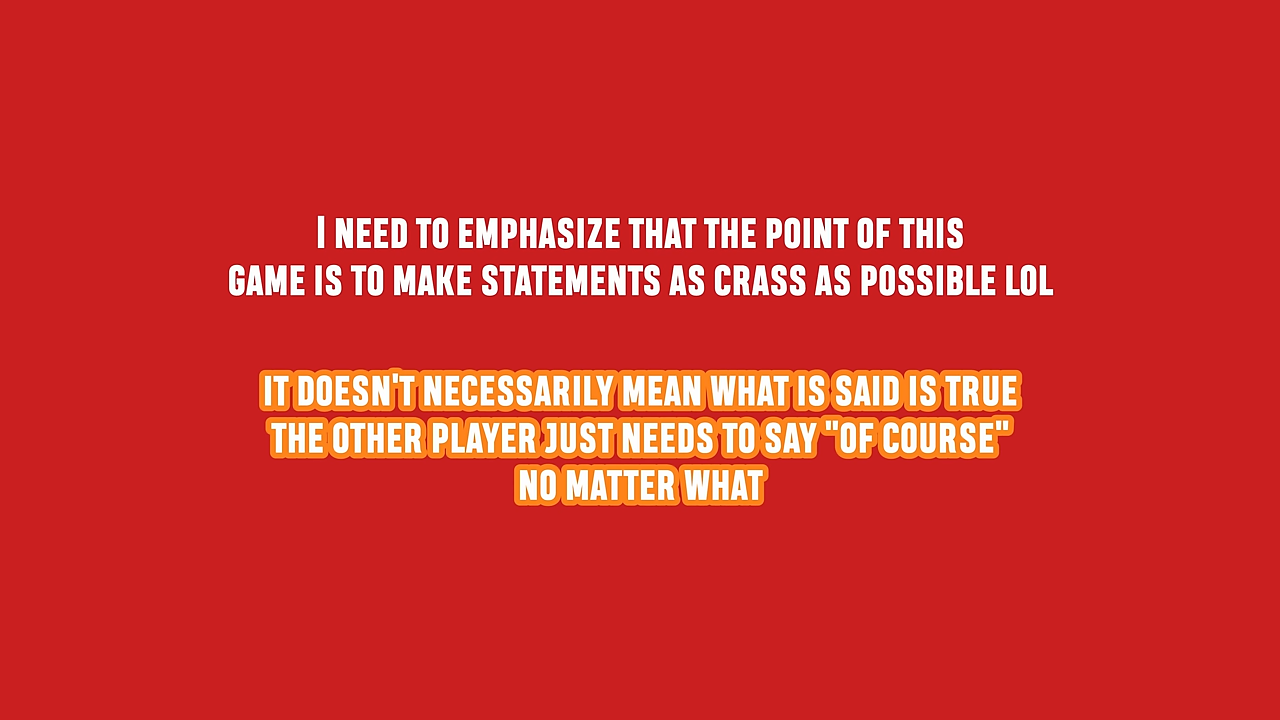 I NEED TO EMPHASIZE THAT THE POINT OF THIS
GAME IS TO MAKE STATEMENTS AS CRASS AS POSSIBLE LOL
IT DOESN'T NECESSARILY MEAN WHAT IS SAID IS TRUE
THE OTHER PLAYER JUST NEEDS TO SAY "OF COURSE"
NO MATTER WHAT